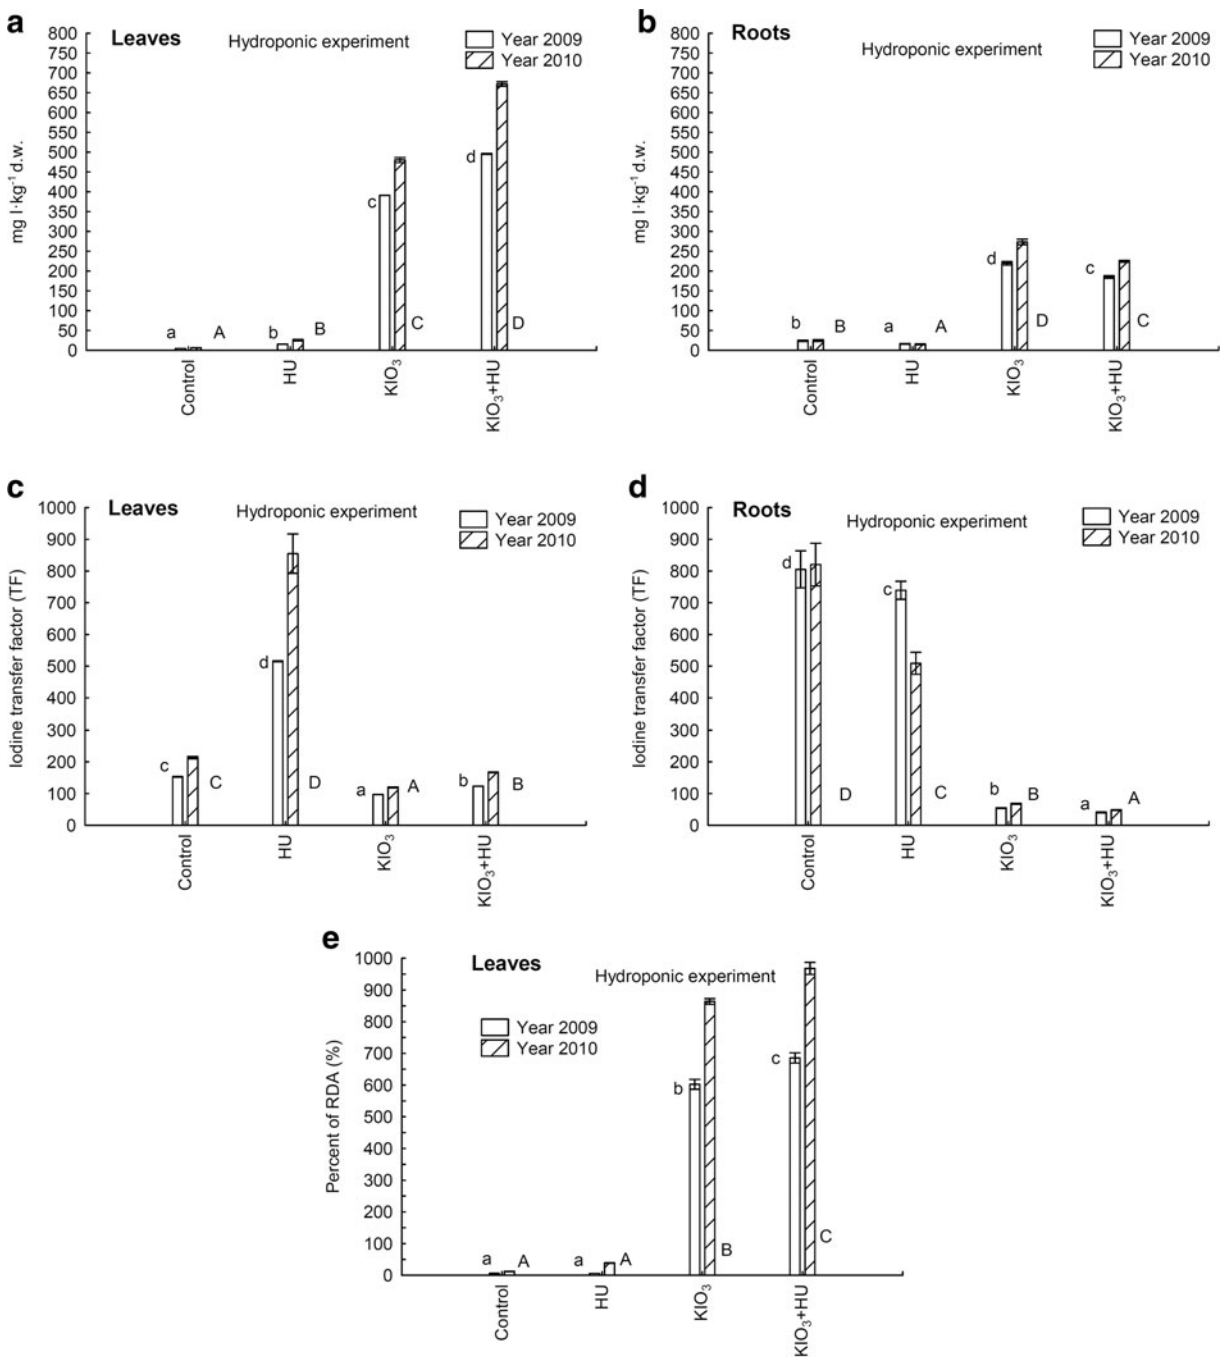 a
Leaves
Hydroponic experiment
Year 2009
Year 2010
800
750
700
650
600
550
500
450
400
350
300
250
200
150
100
50
0
mg I·kg⁻¹ d.w.
a A
b B
c C
d D
Control
HU
KIO₃
KIO₃+HU
b
Roots
Hydroponic experiment
Year 2009
Year 2010
800
750
700
650
600
550
500
450
400
350
300
250
200
150
100
50
0
mg I·kg⁻¹ d.w.
b B
a A
d D
c C
Control
HU
KIO₃
KIO₃+HU
c
Leaves
Hydroponic experiment
Year 2009
Year 2010
1000
900
800
700
600
500
400
300
200
100
0
Iodine transfer factor (TF)
c C
d D
a A
b B
Control
HU
KIO₃
KIO₃+HU
d
Roots
Hydroponic experiment
Year 2009
Year 2010
1000
900
800
700
600
500
400
300
200
100
0
Iodine transfer factor (TF)
d D
c C
b B
a A
Control
HU
KIO₃
KIO₃+HU
e
Leaves
Hydroponic experiment
Year 2009
Year 2010
1000
900
800
700
600
500
400
300
200
100
0
Percent of RDA (%)
a A
a A
b B
c C
Control
HU
KIO₃
KIO₃+HU